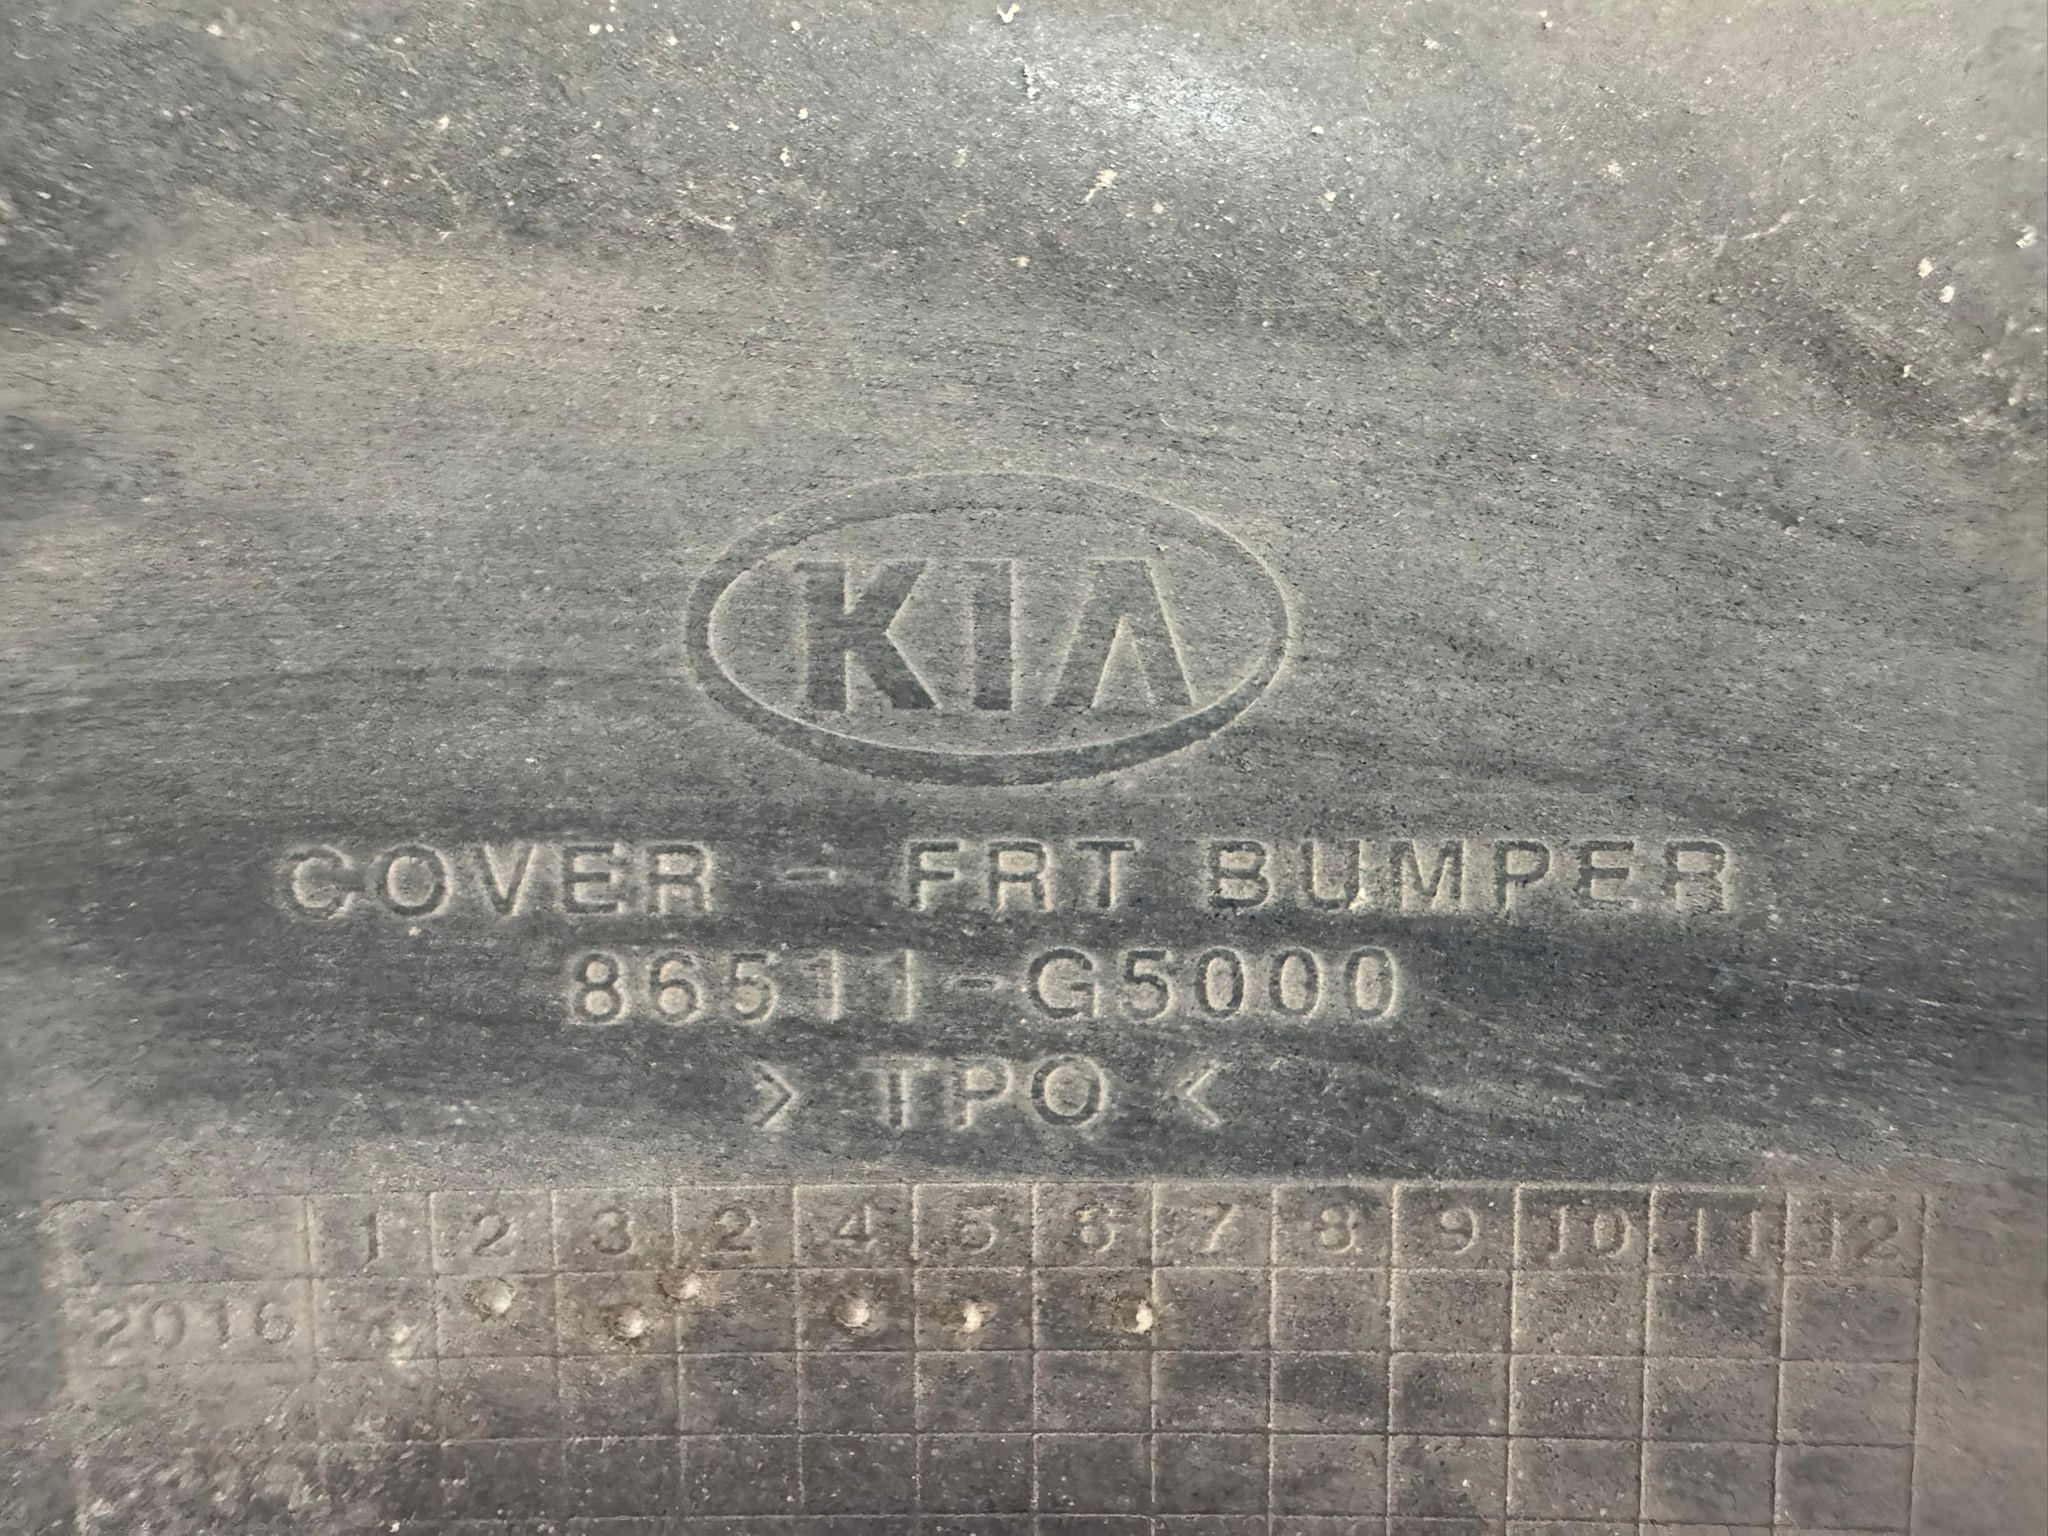 KIA
COVER - FRT BUMPER
86511-G5000
> TPO <
1 2 3 2 4 5 6 7 8 9 10 11 12
2016